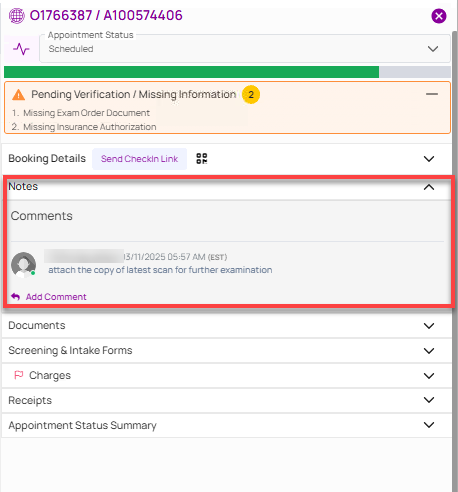 O1766387 / A100574406
Appointment Status
Scheduled
Pending Verification / Missing Information 2
1. Missing Exam Order Document
2. Missing Insurance Authorization
Booking Details Send CheckIn Link
Notes
Comments
3/11/2025 05:57 AM (EST)
attach the copy of latest scan for further examination
Add Comment
Documents
Screening & Intake Forms
Charges
Receipts
Appointment Status Summary